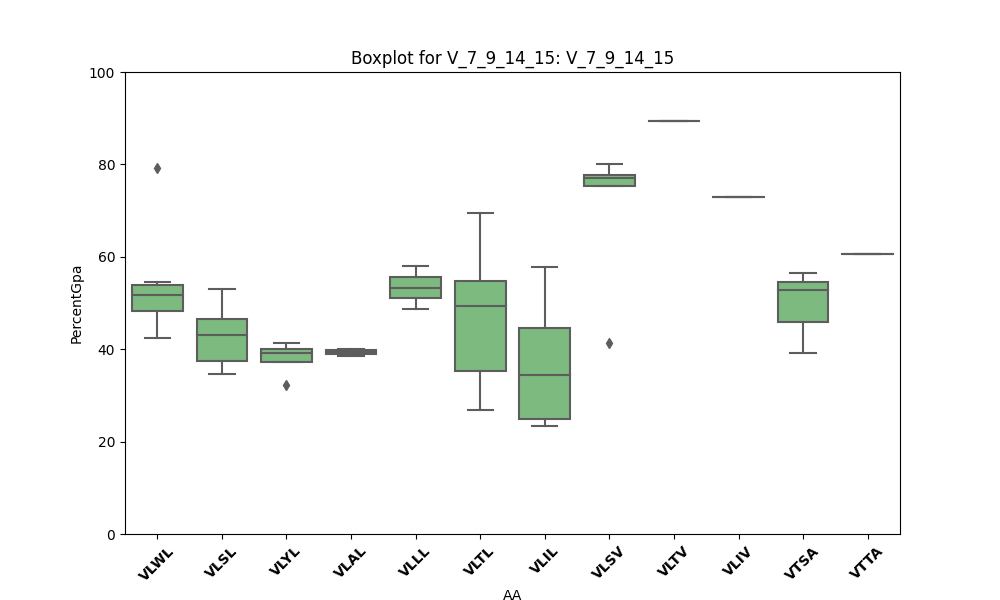 Boxplot for V_7_9_14_15: V_7_9_14_15
100
80
60
40
20
0
PercentGpa
VLWL VLSL VLYL VLAL VLLL VLTL VLIL VLSV VLTV VLIV VTSA VTTA
AA